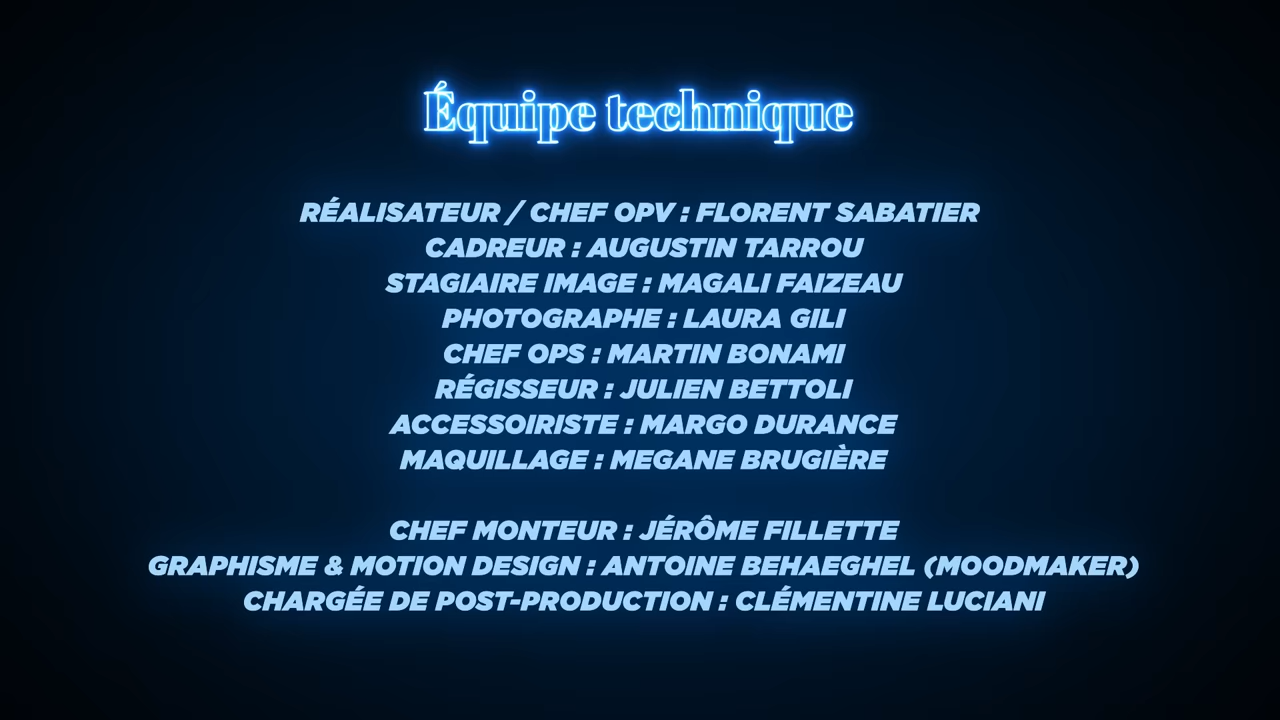 Équipe technique
RÉALISATEUR / CHEF OPV : FLORENT SABATIER
CADREUR : AUGUSTIN TARROU
STAGIAIRE IMAGE : MAGALI FAIZEAU
PHOTOGRAPHE : LAURA GILI
CHEF OPS : MARTIN BONAMI
RÉGISSEUR : JULIEN BETTOLI
ACCESSOIRISTE : MARGO DURANCE
MAQUILLAGE : MEGANE BRUGIÈRE
CHEF MONTEUR : JÉRÔME FILLETTE
GRAPHISME & MOTION DESIGN : ANTOINE BEHAEGHEL (MOODMAKER)
CHARGÉE DE POST-PRODUCTION : CLÉMENTINE LUCIANI